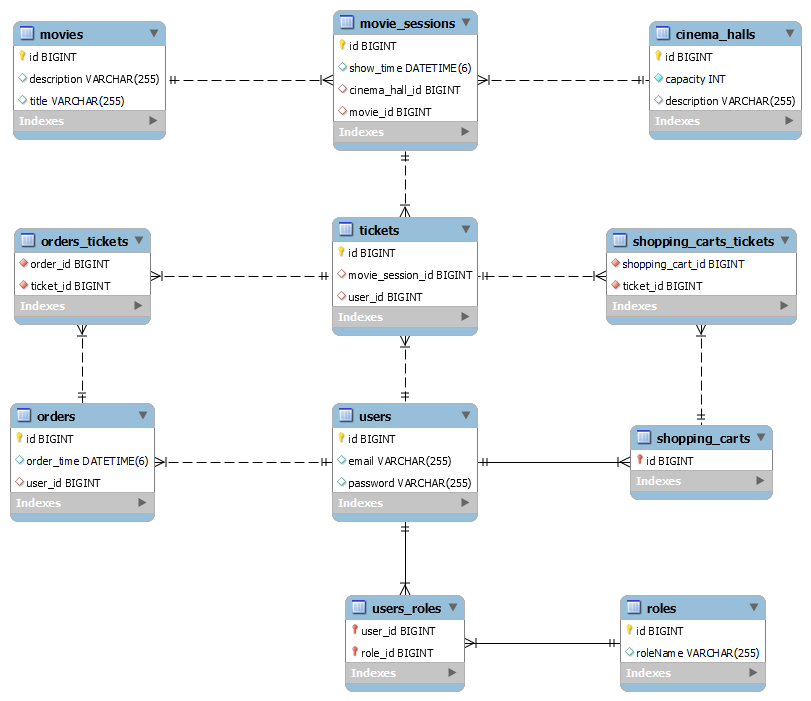 movies
id BIGINT
description VARCHAR(255)
title VARCHAR(255)
Indexes
movie_sessions
id BIGINT
show_time DATETIME(6)
cinema_hall_id BIGINT
movie_id BIGINT
Indexes
cinema_halls
id BIGINT
capacity INT
description VARCHAR(255)
Indexes
orders_tickets
order_id BIGINT
ticket_id BIGINT
Indexes
tickets
id BIGINT
movie_session_id BIGINT
user_id BIGINT
Indexes
shopping_carts_tickets
shopping_cart_id BIGINT
ticket_id BIGINT
Indexes
orders
id BIGINT
order_time DATETIME(6)
user_id BIGINT
Indexes
users
id BIGINT
email VARCHAR(255)
password VARCHAR(255)
Indexes
shopping_carts
id BIGINT
Indexes
users_roles
user_id BIGINT
role_id BIGINT
Indexes
roles
id BIGINT
roleName VARCHAR(255)
Indexes